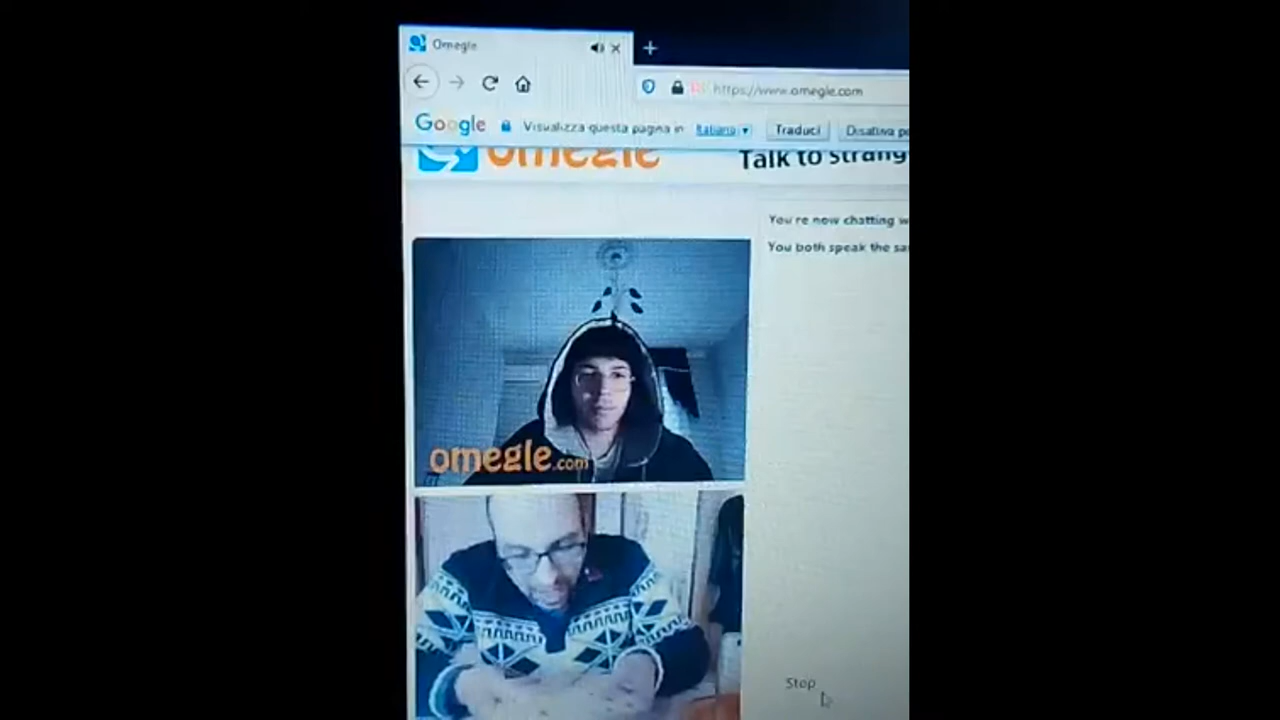 Omegle
https://www.omegle.com
Google Visualizza questa pagina in Italiano Traduci Disattiva
omegle Talk to strang
You're now chatting w
You both speak the sa
omegle.com
Stop